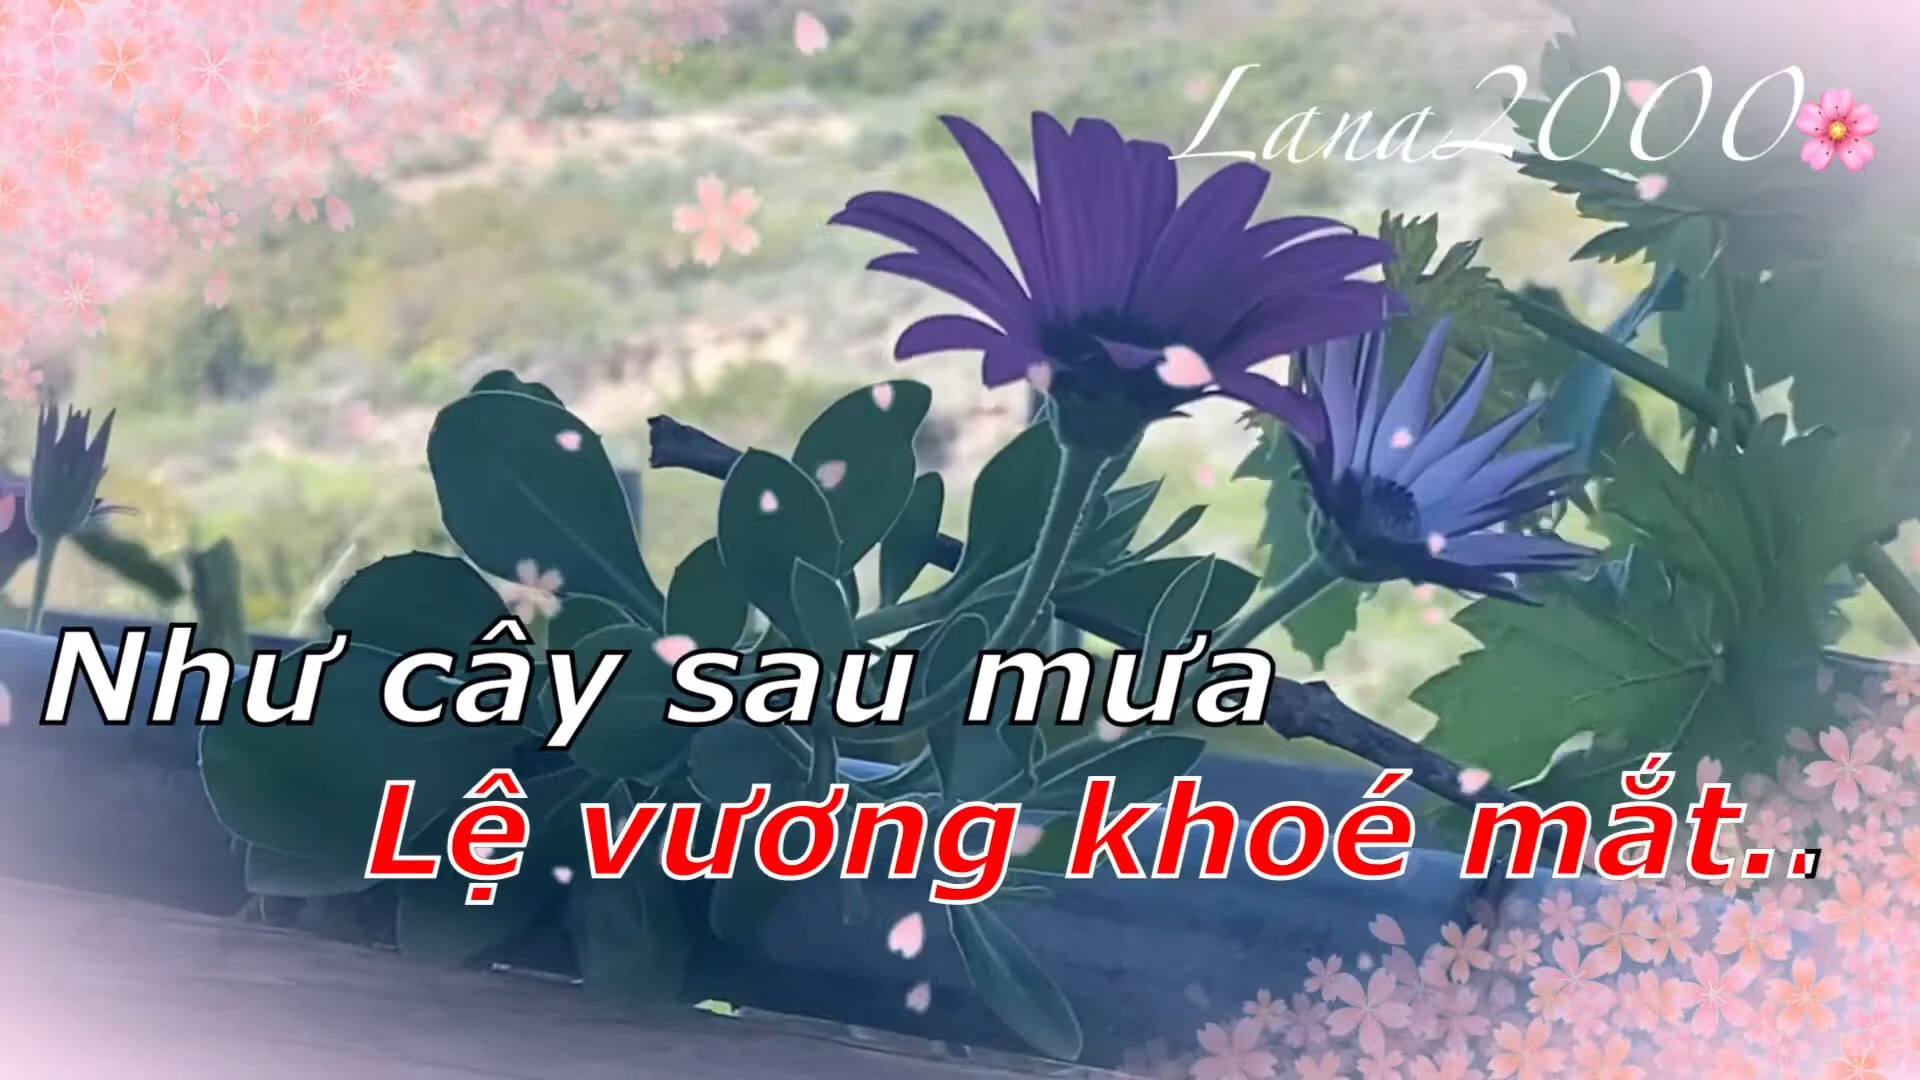 Lana2000🌸
Như cây sau mưa
Lệ vương khoé mắt..